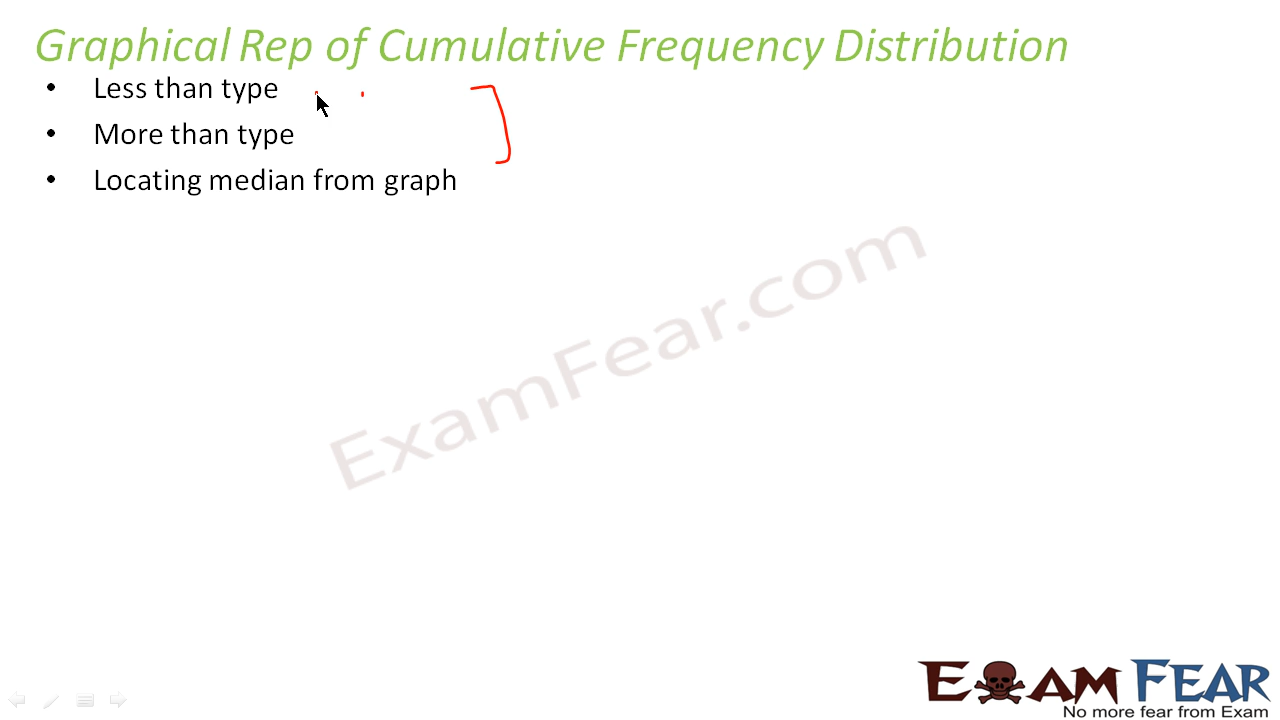 Graphical Rep of Cumulative Frequency Distribution
• Less than type
• More than type
• Locating median from graph
ExamFear.com
EXAM FEAR
No more fear from Exam